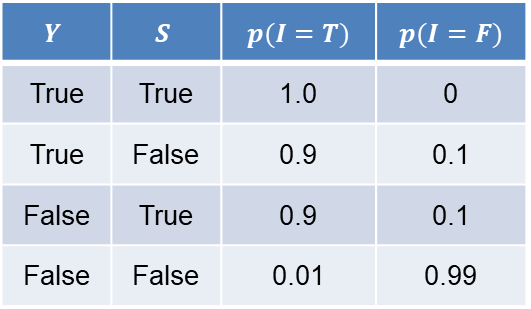 Y S p(I = T) p(I = F)
True True 1.0 0
True False 0.9 0.1
False True 0.9 0.1
False False 0.01 0.99